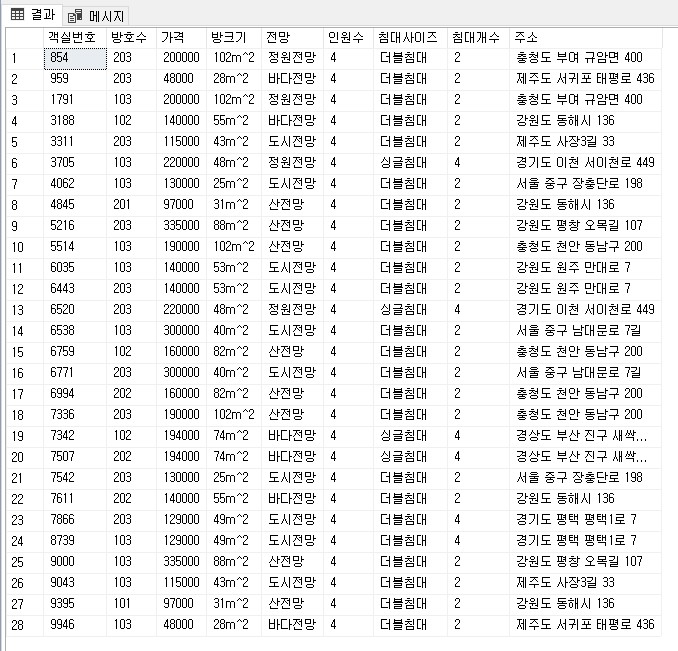 결과 메시지
객실번호 방호수 가격 방크기 전망 인원수 침대사이즈 침대개수 주소
1 854 203 200000 102m^2 정원전망 4 더블침대 2 충청도 부여 규암면 400
2 959 203 48000 28m^2 바다전망 4 더블침대 2 제주도 서귀포 태평로 436
3 1791 103 200000 102m^2 정원전망 4 더블침대 2 충청도 부여 규암면 400
4 3188 102 140000 55m^2 바다전망 4 더블침대 2 강원도 동해시 136
5 3311 203 115000 43m^2 도시전망 4 더블침대 2 제주도 사장3길 33
6 3705 103 220000 48m^2 정원전망 4 싱글침대 4 경기도 이천 서이천로 449
7 4062 103 130000 25m^2 도시전망 4 더블침대 2 서울 중구 장충단로 198
8 4845 201 97000 31m^2 산전망 4 더블침대 2 강원도 동해시 136
9 5216 203 335000 88m^2 산전망 4 더블침대 2 강원도 평창 오목길 107
10 5514 103 190000 102m^2 산전망 4 더블침대 2 충청도 천안 동남구 200
11 6035 103 140000 53m^2 도시전망 4 더블침대 2 강원도 원주 만대로 7
12 6443 203 140000 53m^2 도시전망 4 더블침대 2 강원도 원주 만대로 7
13 6520 203 220000 48m^2 정원전망 4 싱글침대 4 경기도 이천 서이천로 449
14 6538 103 300000 40m^2 도시전망 4 더블침대 2 서울 중구 남대문로 7길
15 6759 102 160000 82m^2 산전망 4 더블침대 2 충청도 천안 동남구 200
16 6771 203 300000 40m^2 도시전망 4 더블침대 2 서울 중구 남대문로 7길
17 6994 202 160000 82m^2 산전망 4 더블침대 2 충청도 천안 동남구 200
18 7336 203 190000 102m^2 산전망 4 더블침대 2 충청도 천안 동남구 200
19 7342 102 194000 74m^2 바다전망 4 싱글침대 4 경상도 부산 진구 새싹...
20 7507 202 194000 74m^2 바다전망 4 싱글침대 4 경상도 부산 진구 새싹...
21 7542 203 130000 25m^2 도시전망 4 더블침대 2 서울 중구 장충단로 198
22 7611 202 140000 55m^2 바다전망 4 더블침대 2 강원도 동해시 136
23 7866 203 129000 49m^2 도시전망 4 더블침대 4 경기도 평택 평택1로 7
24 8739 103 129000 49m^2 도시전망 4 더블침대 4 경기도 평택 평택1로 7
25 9000 103 335000 88m^2 산전망 4 더블침대 2 강원도 평창 오목길 107
26 9043 103 115000 43m^2 도시전망 4 더블침대 2 제주도 사장3길 33
27 9395 101 97000 31m^2 산전망 4 더블침대 2 강원도 동해시 136
28 9946 103 48000 28m^2 바다전망 4 더블침대 2 제주도 서귀포 태평로 436